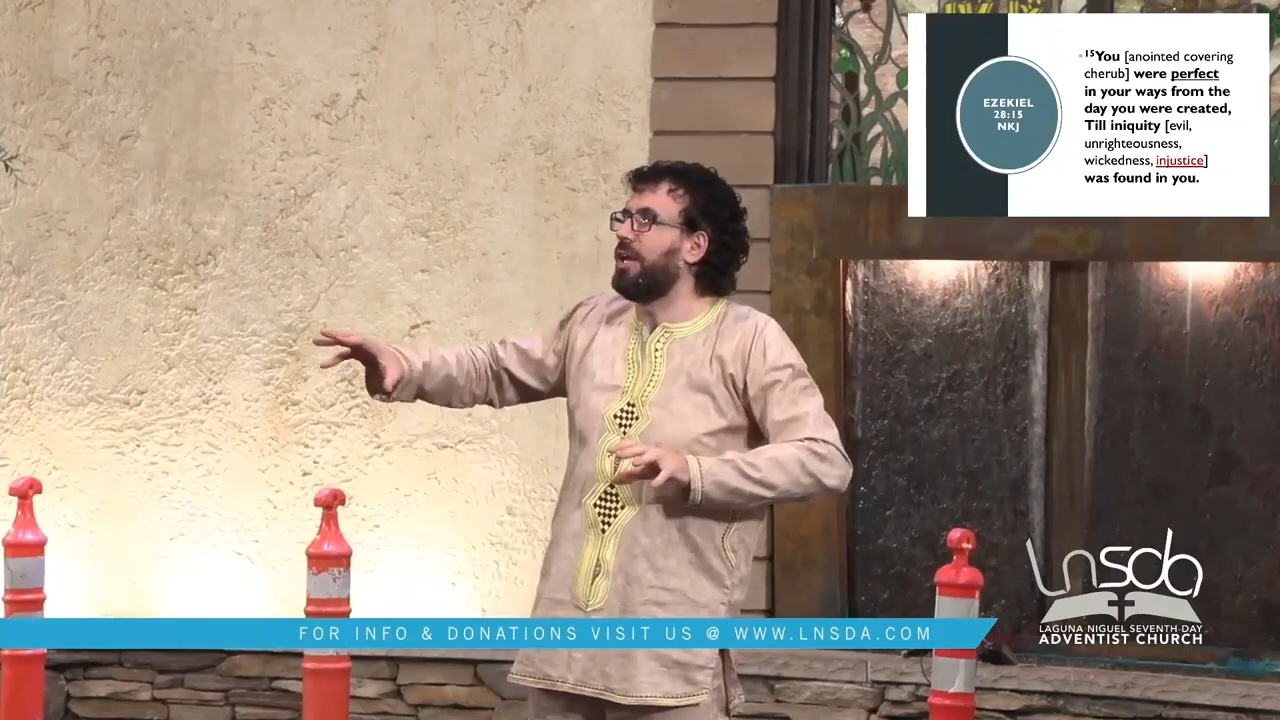 EZEKIEL
28:15
NKJ
15You [anointed covering
cherub] were perfect
in your ways from the
day you were created,
Till iniquity [evil,
unrighteousness,
wickedness, injustice]
was found in you.
lnsda
LAGUNA NIGUEL SEVENTH-DAY
ADVENTIST CHURCH
FOR INFO & DONATIONS VISIT US @ WWW.LNSDA.COM